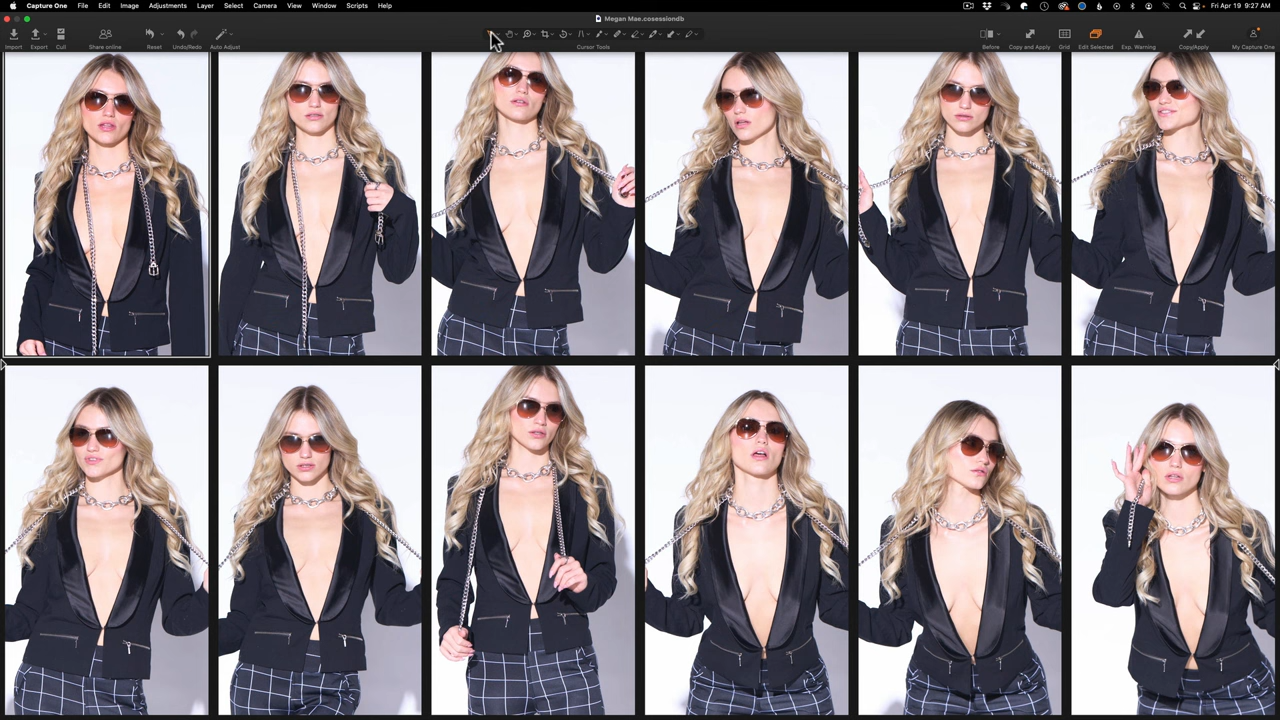 Capture One File Edit Image Adjustments Layer Select Camera View Window Scripts Help Fri Apr 19 9:27 AM
Megan Mae.cosessiondb
Import Export Cull Share online Reset Undo/Redo Auto Adjust Cursor Tools Before Copy and Apply Grid Edit Selected Exp. Warning Copy/Apply My Capture One